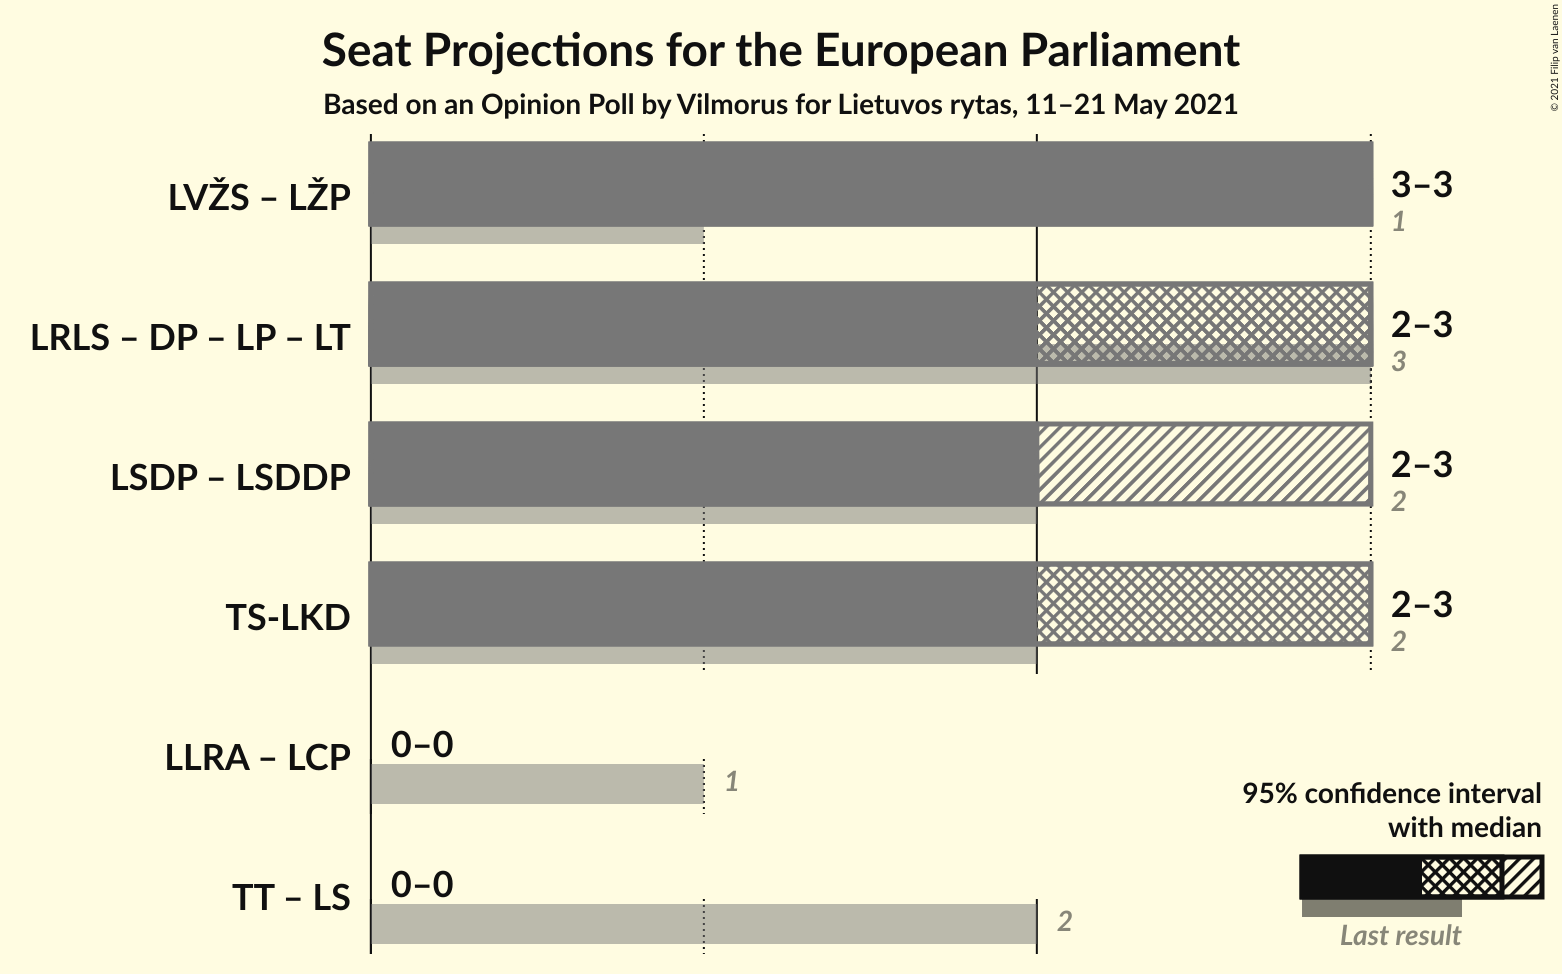 Seat Projections for the European Parliament
Based on an Opinion Poll by Vilmorus for Lietuvos rytas, 11–21 May 2021
© 2021 Filip van Laenen
LVŽS – LŽP
3–3
1
LRLS – DP – LP – LT
2–3
3
LSDP – LSDDP
2–3
2
TS-LKD
2–3
2
LLRA – LCP
0–0
1
TT – LS
0–0
2
95% confidence interval
with median
Last result